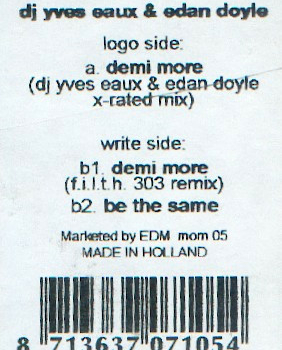 dj yves eaux & edan doyle
logo side:
a. demi more
(dj yves eaux & edan doyle
x-rated mix)
write side:
b1. demi more
(f.i.l.t.h. 303 remix)
b2. be the same
Marketed by EDM mom 05
MADE IN HOLLAND
8 713637 071054